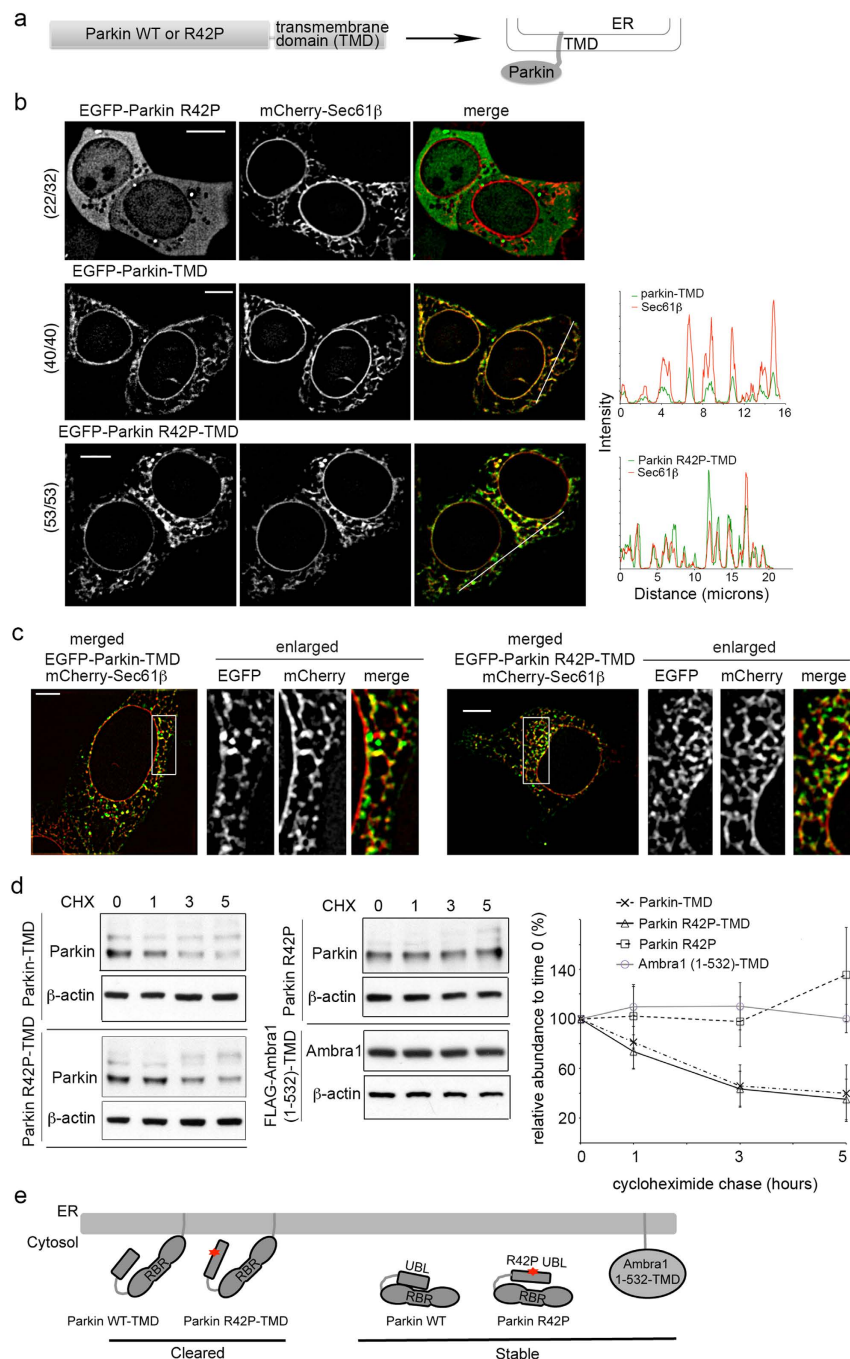 a
Parkin WT or R42P
transmembrane
domain (TMD)
ER
TMD
Parkin
b
EGFP-Parkin R42P
mCherry-Sec61β
merge
(22/32)
EGFP-Parkin-TMD
(40/40)
EGFP-Parkin R42P-TMD
(53/53)
parkin-TMD
Sec61β
0 4 8 12 16
Intensity
Parkin R42P-TMD
Sec61β
0 5 10 15 20
Distance (microns)
c
merged
EGFP-Parkin-TMD
mCherry-Sec61β
enlarged
EGFP
mCherry
merge
merged
EGFP-Parkin R42P-TMD
mCherry-Sec61β
enlarged
EGFP
mCherry
merge
d
CHX 0 1 3 5
Parkin-TMD
Parkin
β-actin
Parkin R42P-TMD
Parkin
β-actin
CHX 0 1 3 5
Parkin R42P
Parkin
β-actin
FLAG-Ambra1
(1-532)-TMD
Ambra1
β-actin
Parkin-TMD
Parkin R42P-TMD
Parkin R42P
Ambra1 (1-532)-TMD
relative abundance to time 0 (%)
140
100
60
20
0 1 3 5
cycloheximide chase (hours)
e
ER
Cytosol
RBR
RBR
UBL
RBR
R42P UBL
RBR
Ambra1
1-532-TMD
Parkin WT-TMD
Parkin R42P-TMD
Parkin WT
Parkin R42P
Cleared
Stable